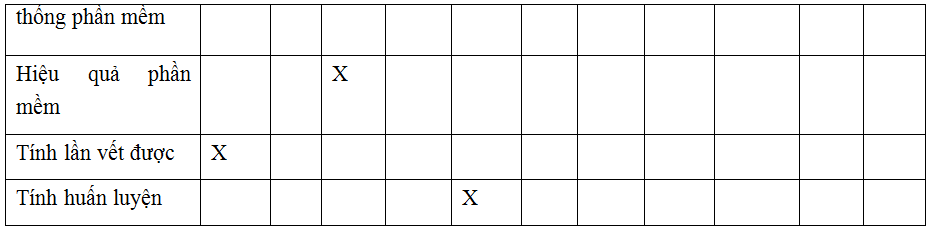 thống phần mềm
Hiệu quả phần X
mềm
Tính lần vết được X
Tính huấn luyện X